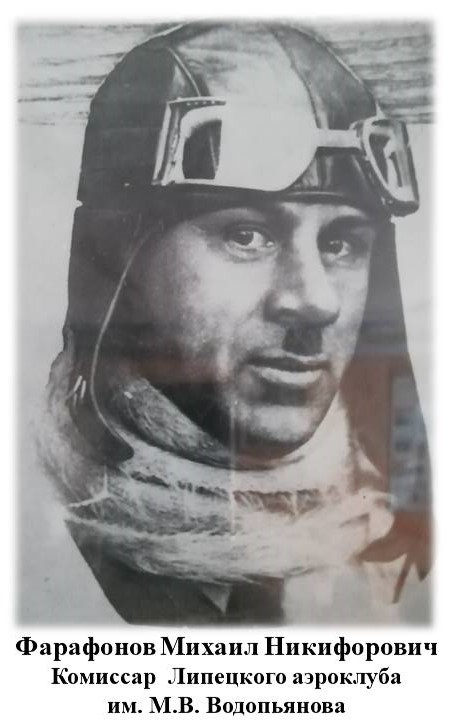 Фарафонов Михаил Никифорович
Комиссар Липецкого аэроклуба
им. М.В. Водопьянова